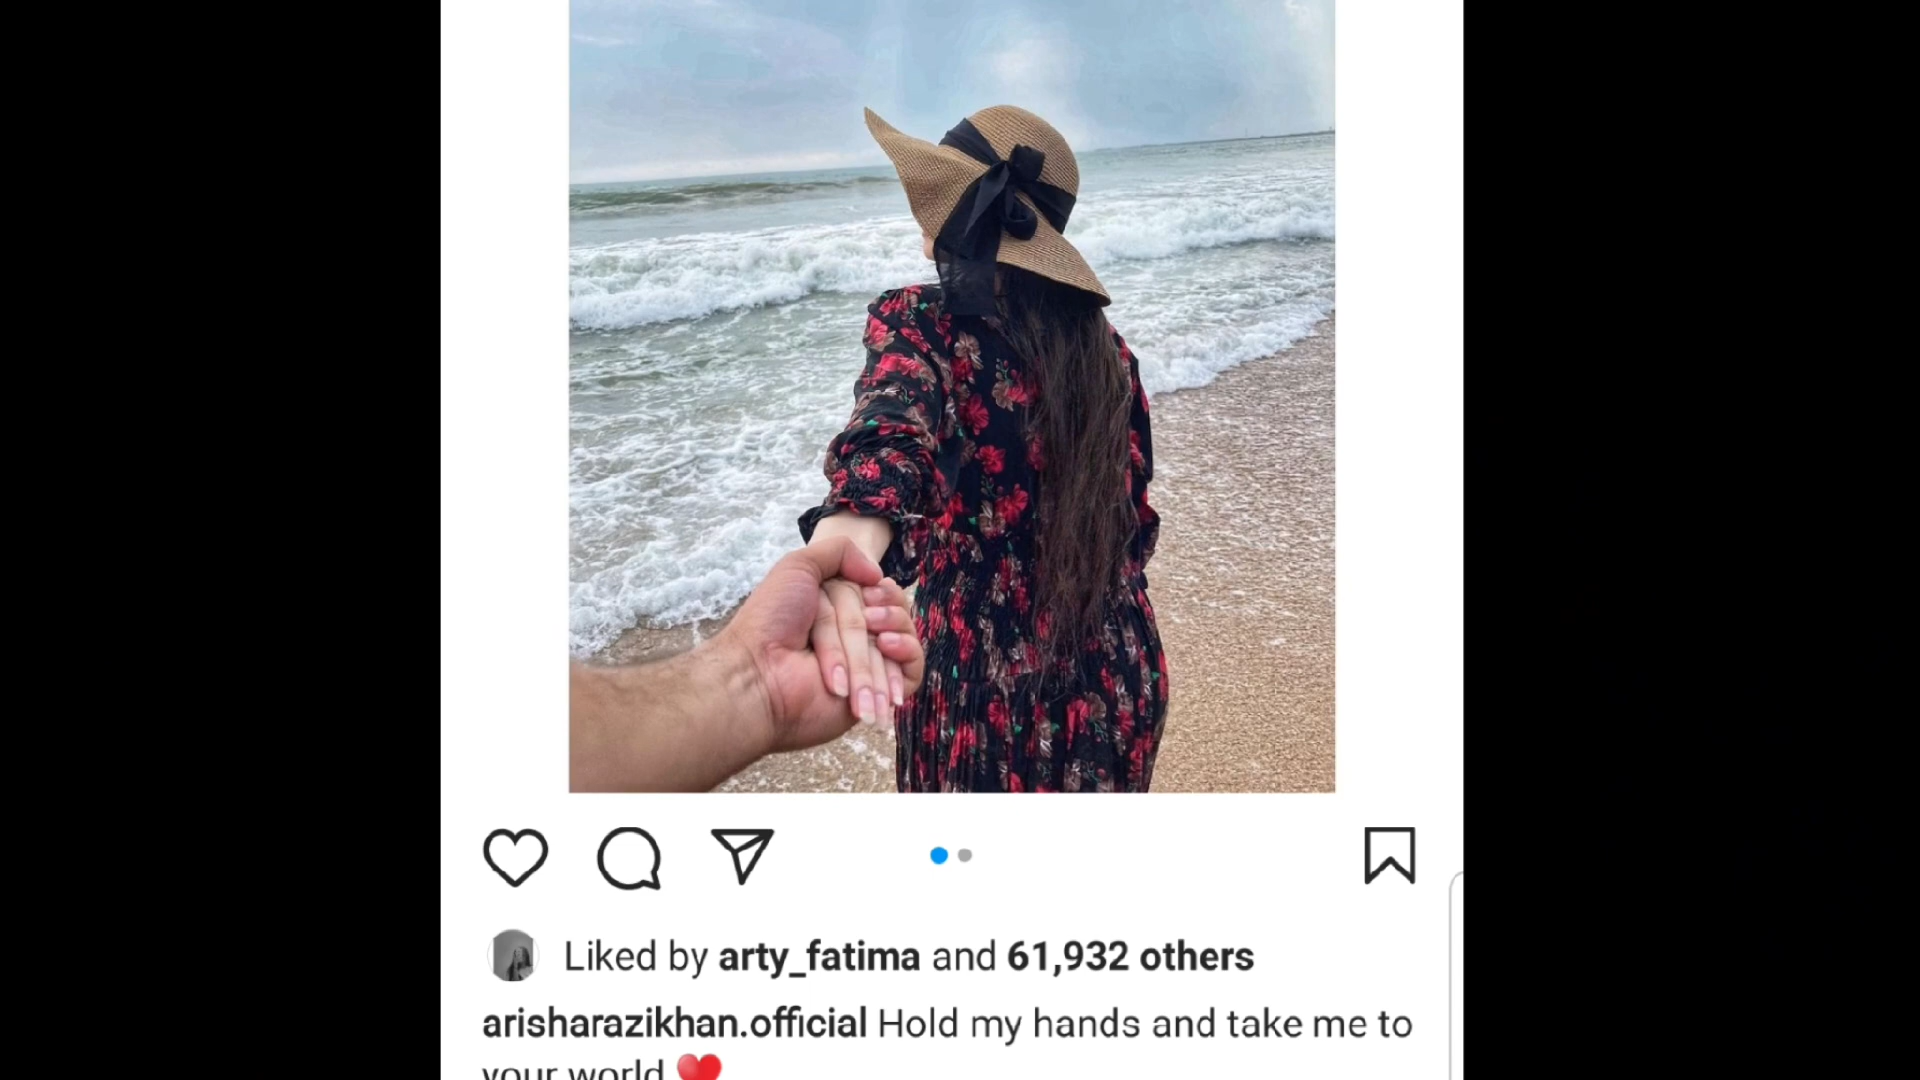 Liked by arty_fatima and 61,932 others
arisharazikhan.official Hold my hands and take me to
your world ♥️